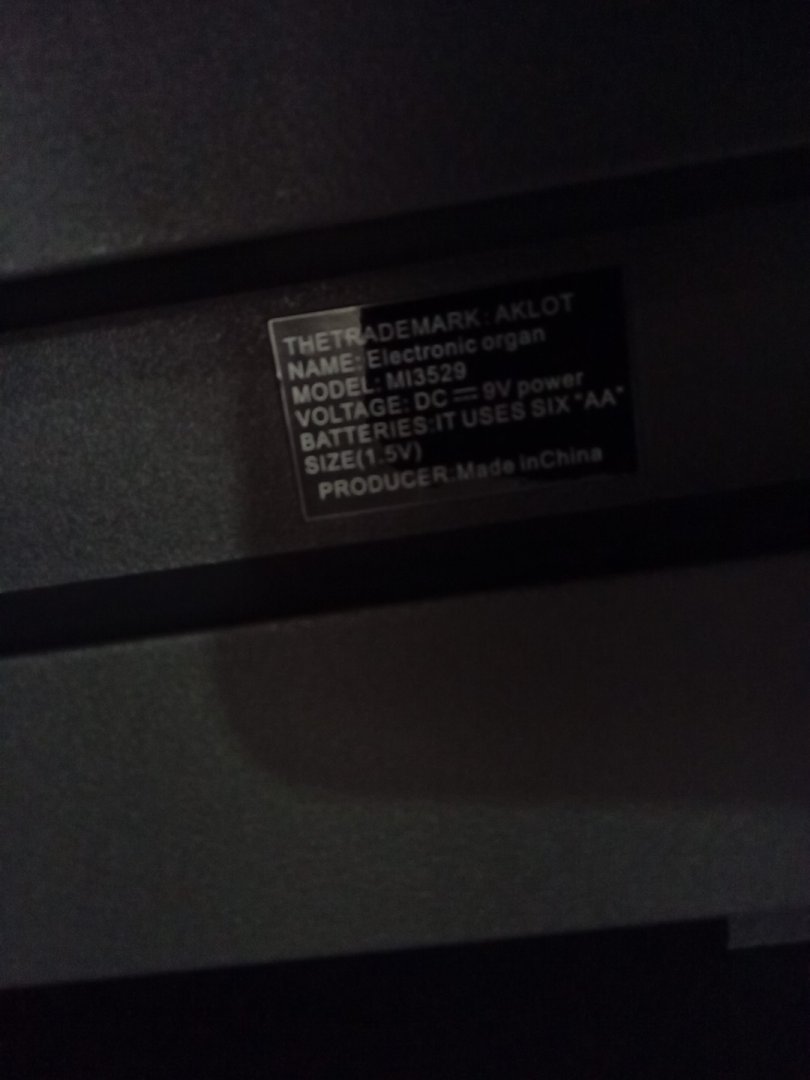 THETRADEMARK: AKLOT
NAME: Electronic organ
MODEL: MI3529
VOLTAGE: DC⎓9V power
BATTERIES:IT USES SIX "AA"
SIZE(1.5V)
PRODUCER:Made inChina